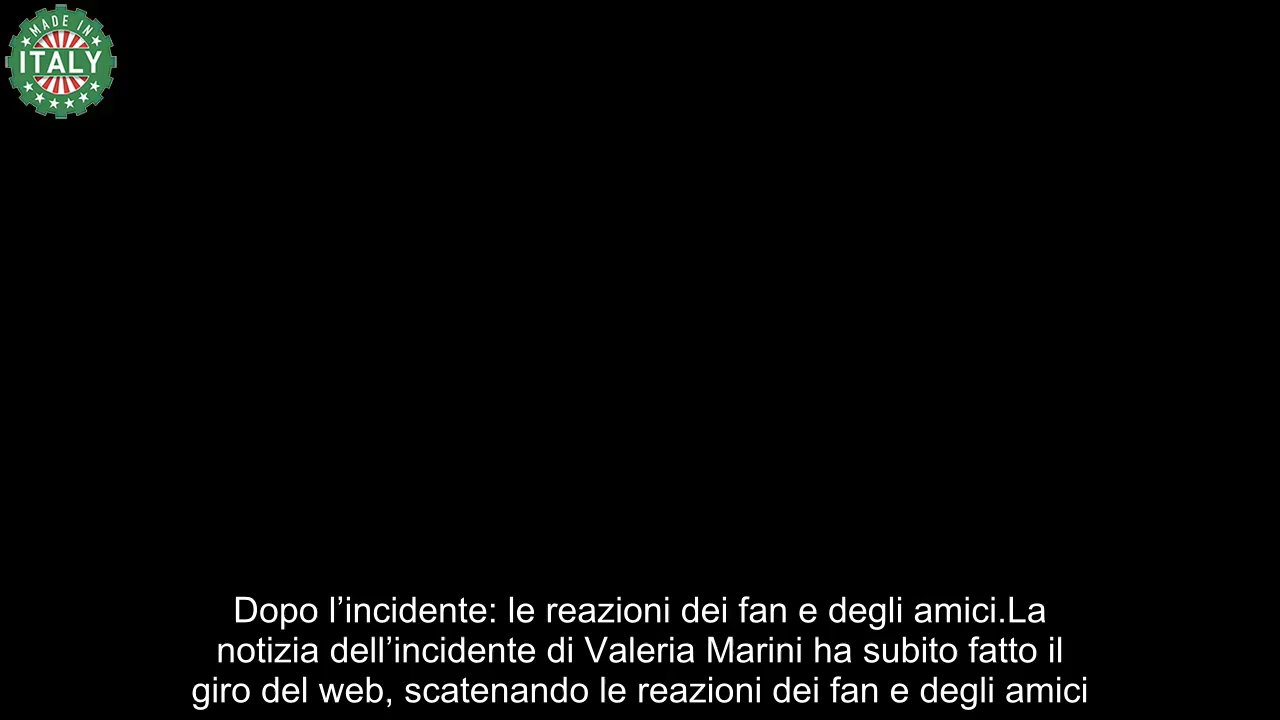 MADE IN
ITALY
Dopo l’incidente: le reazioni dei fan e degli amici.La
notizia dell’incidente di Valeria Marini ha subito fatto il
giro del web, scatenando le reazioni dei fan e degli amici